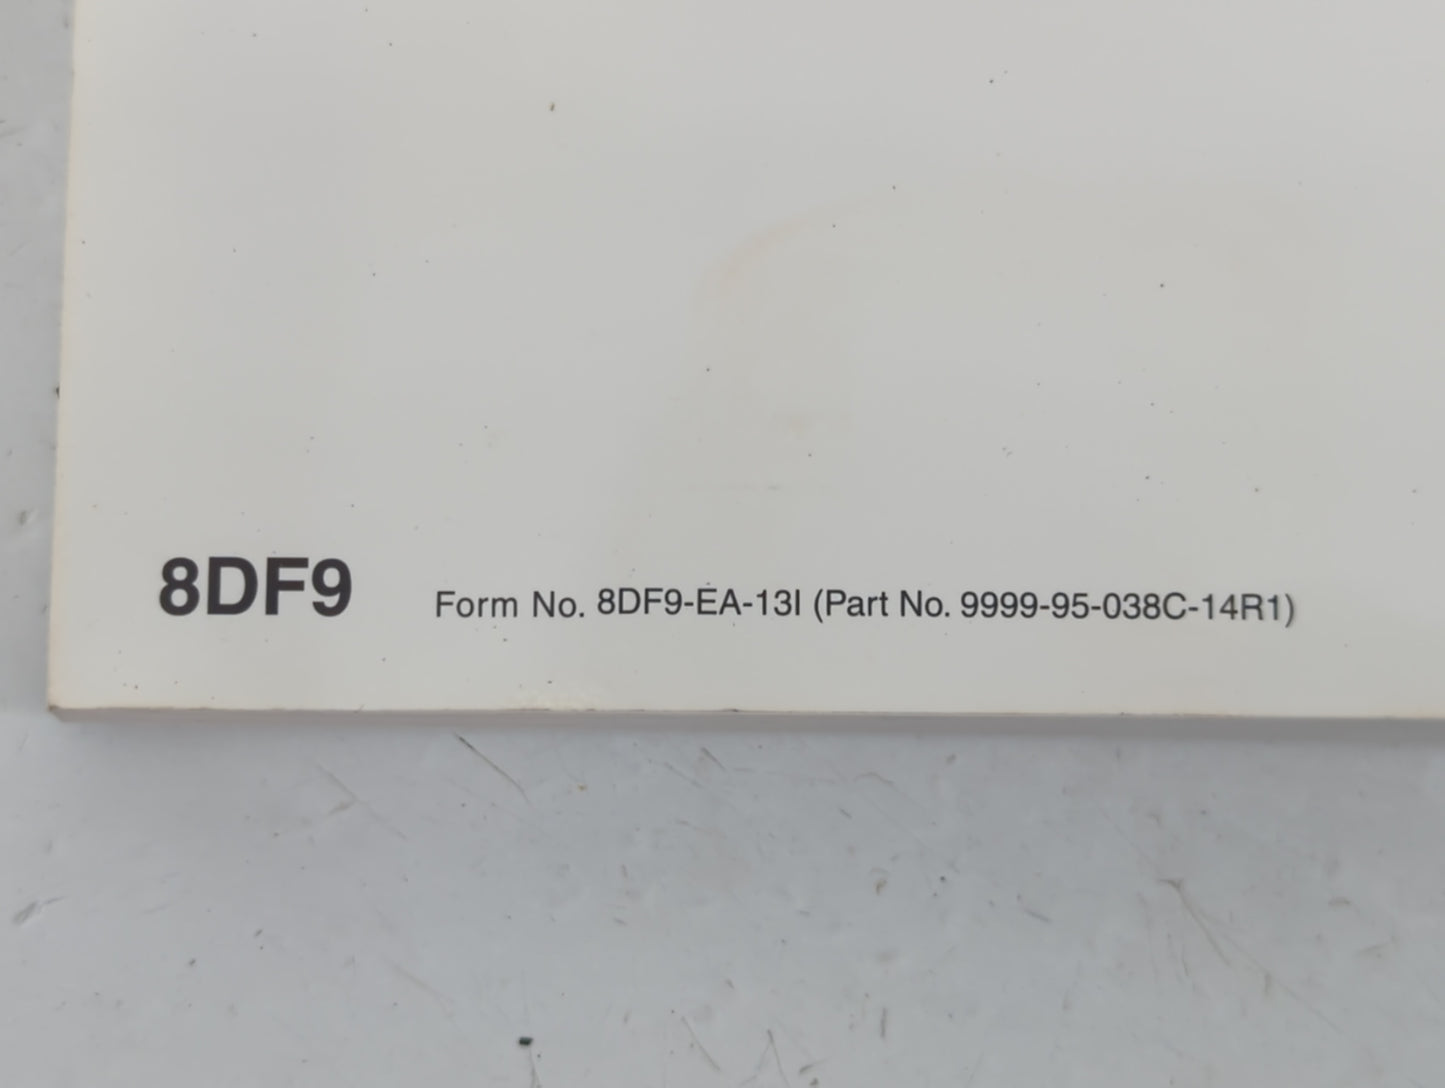 8DF9 Form No. 8DF9-EA-13I (Part No. 9999-95-038C-14R1)